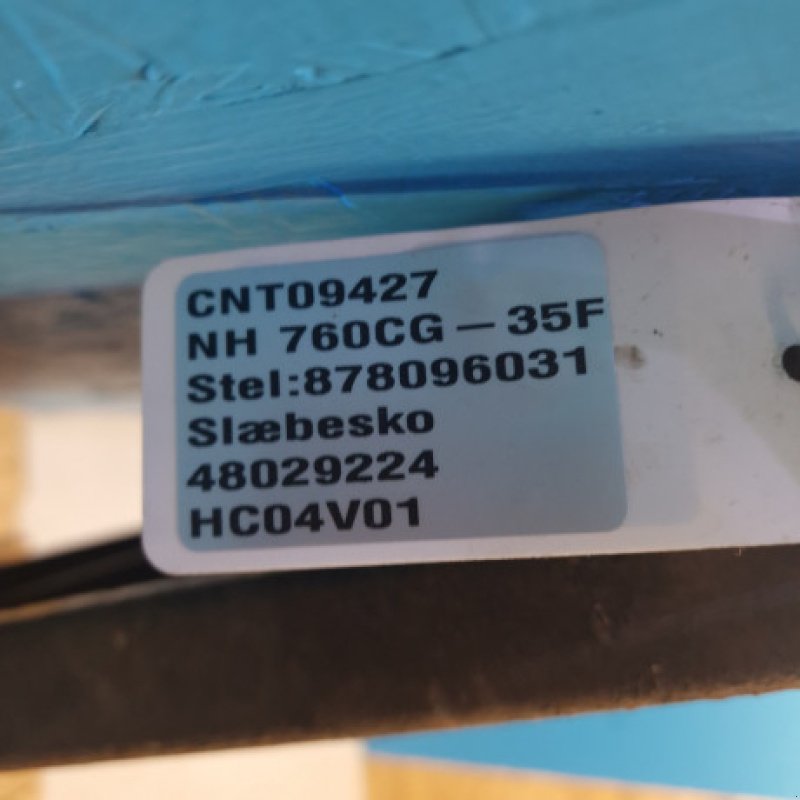 CNT09427
NH 760CG – 35F
Stel:878096031
Slæbesko
48029224
HC04V01